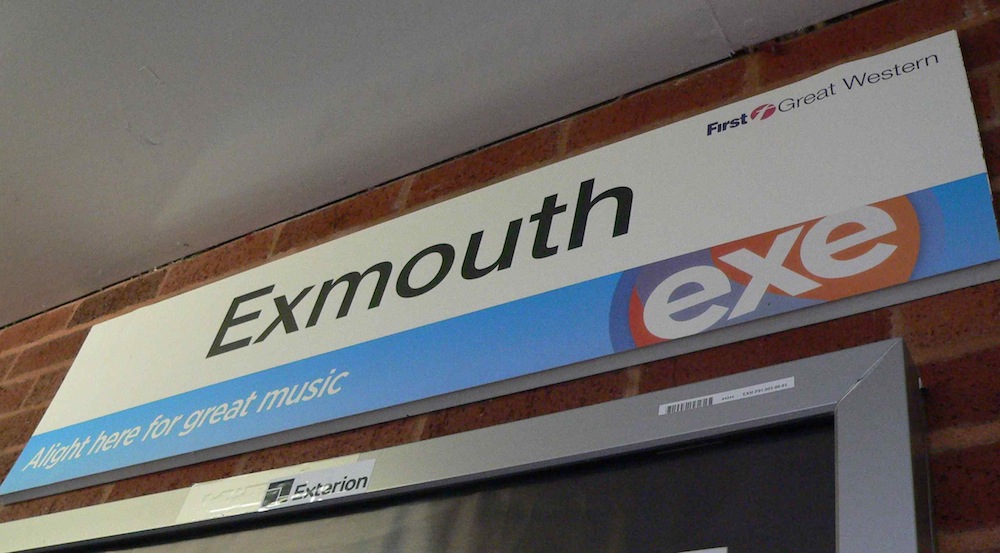 First Great Western
Exmouth
exe
Alight here for great music
Exterion